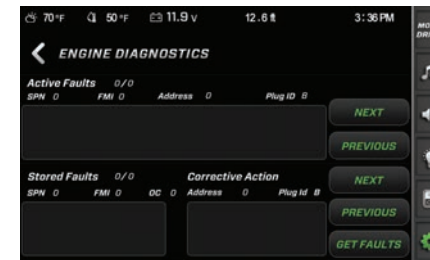 70 °F 50 °F 11.9 V 12.6 ft 3:36 PM
ENGINE DIAGNOSTICS
Active Faults 0/0
SPN 0 FMI 0 Address 0 Plug ID 8
NEXT
PREVIOUS
Stored Faults 0/0 Corrective Action
SPN 0 FMI 0 OC 0 Address 0 Plug Id 8
NEXT
PREVIOUS
GET FAULTS